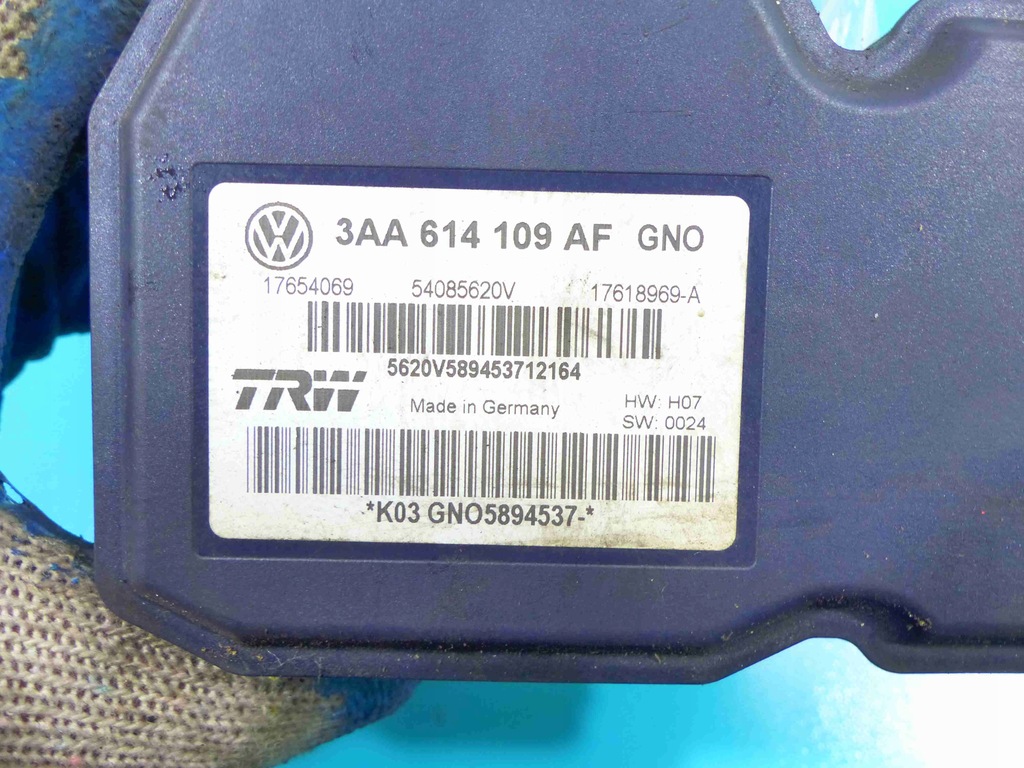 3AA 614 109 AF GNO
17654069 54085620V 17618969-A
5620V589453712164
TRW Made in Germany HW: H07
SW: 0024
*K03 GNO5894537-*